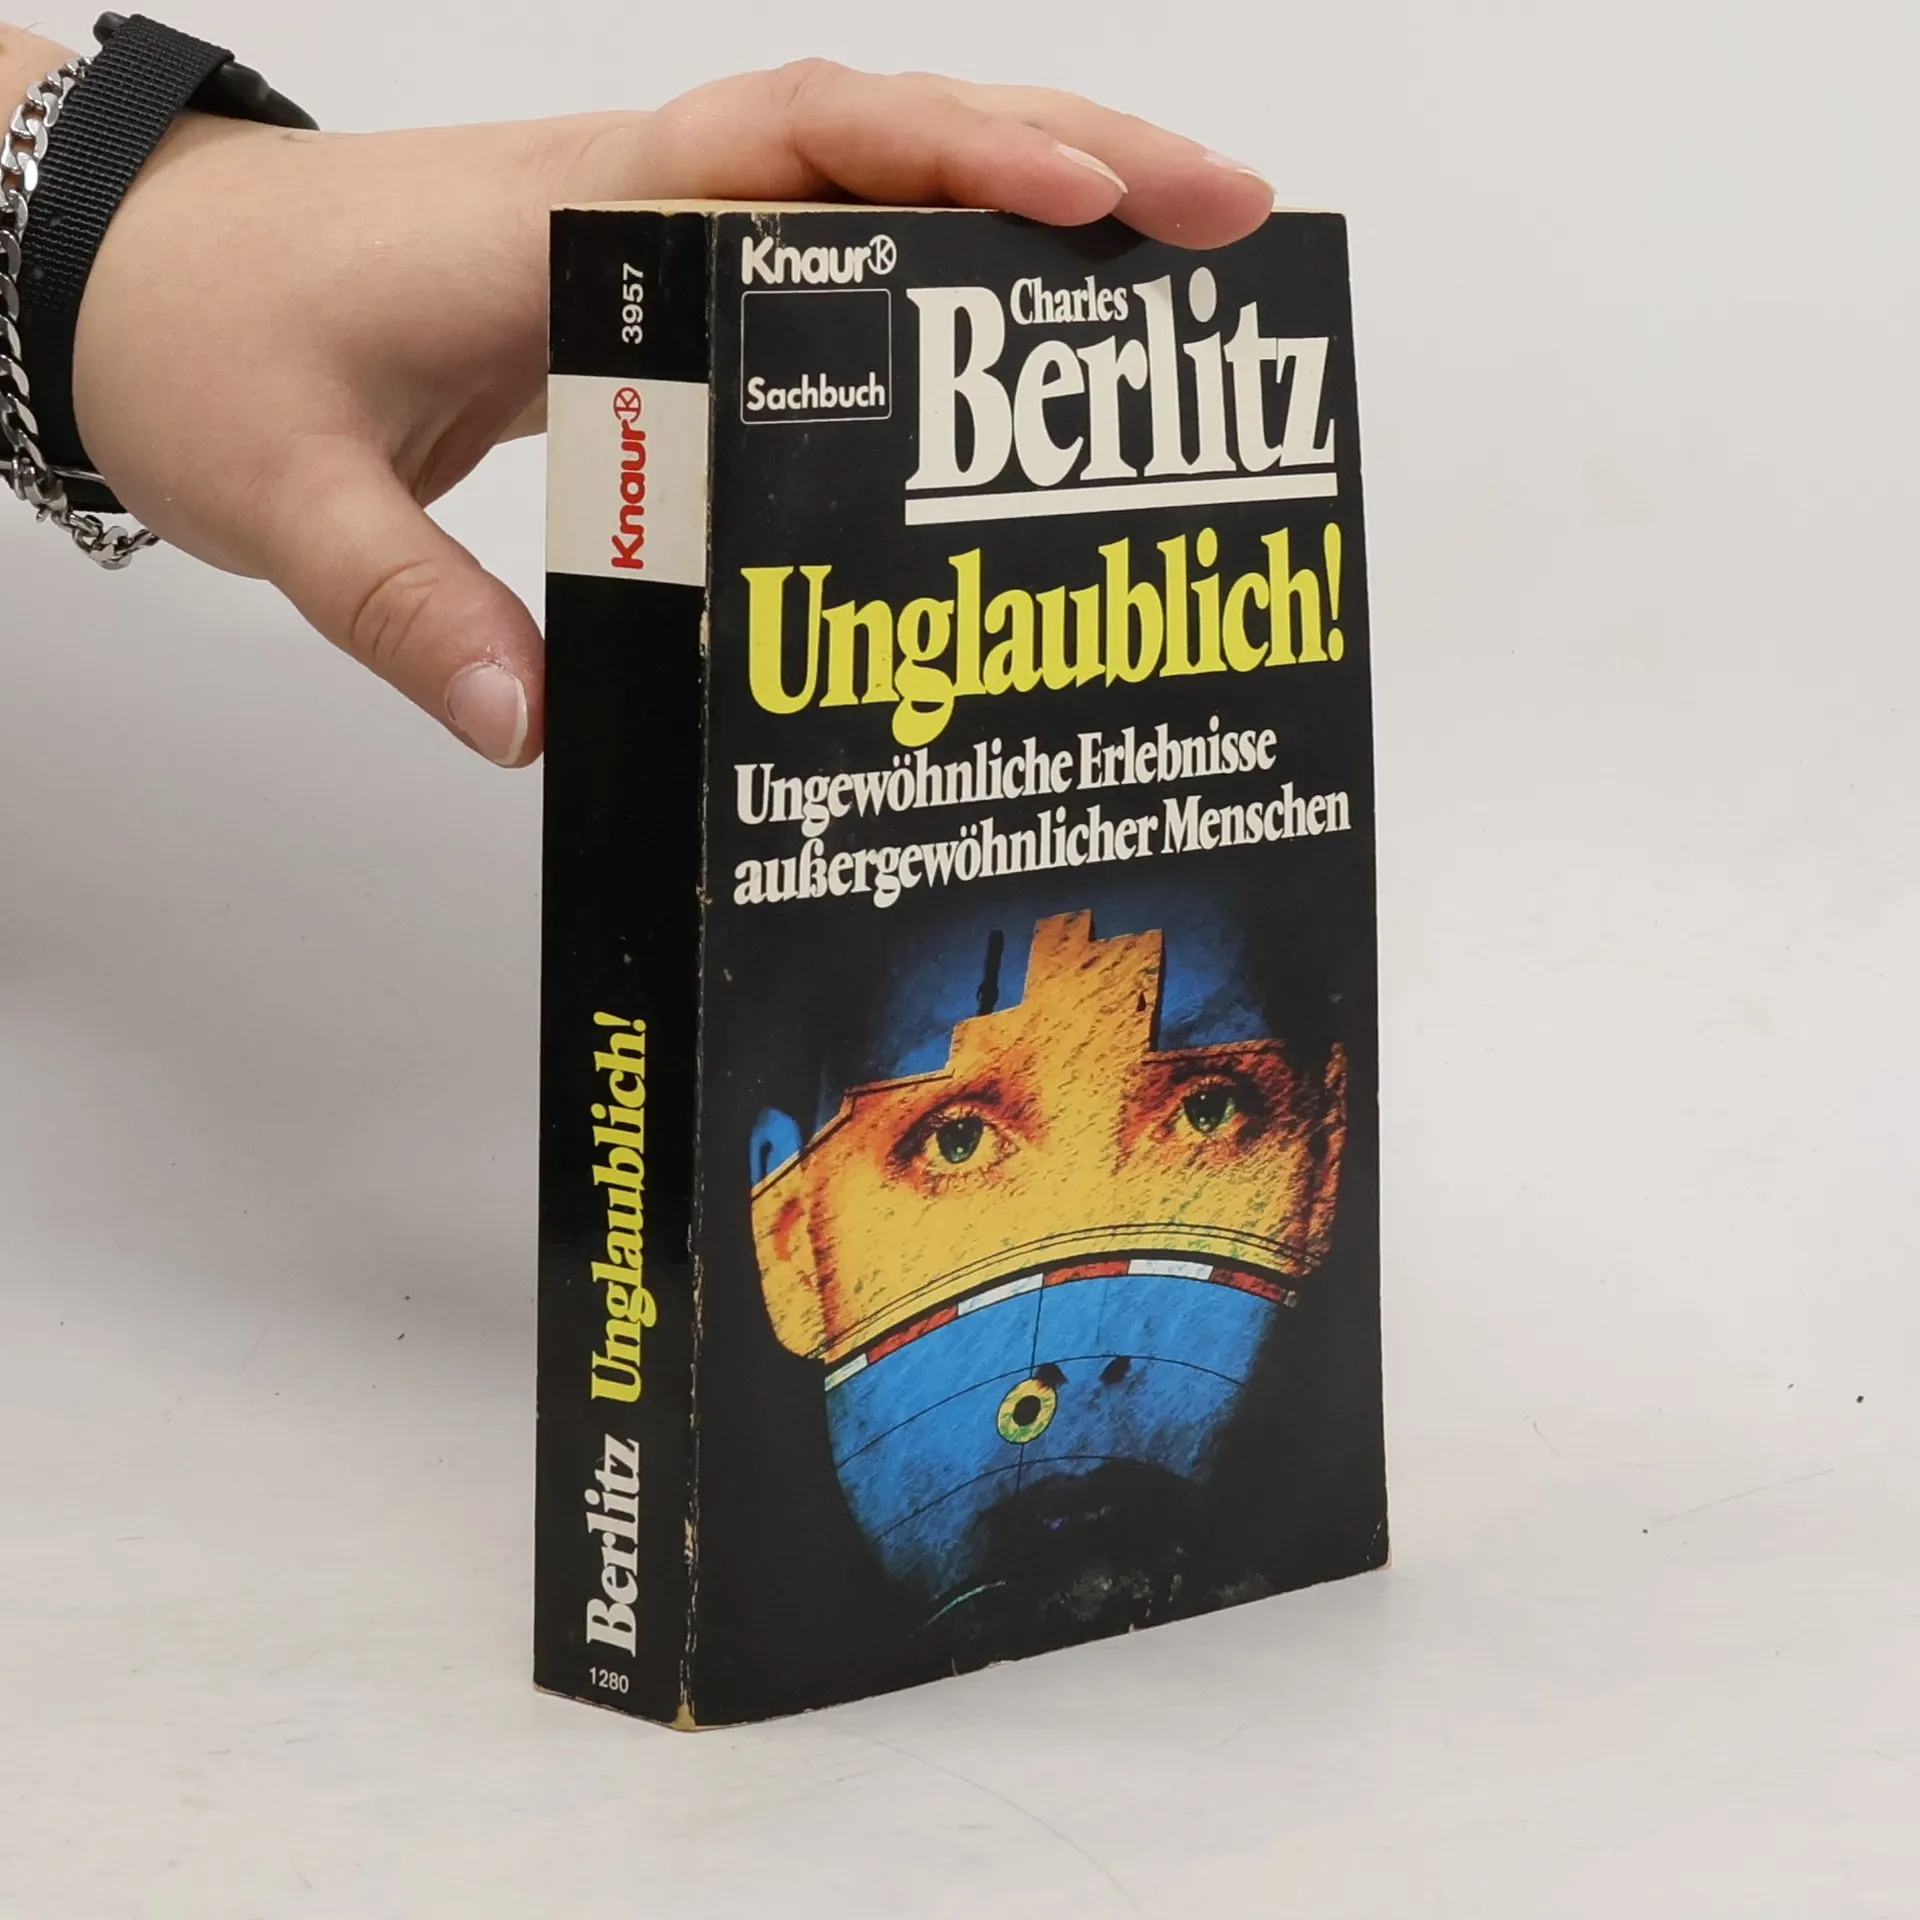 3957
Knaur
Unglaublich!
Berlitz
1280
Knaur
Sachbuch
Charles
Berlitz
Unglaublich!
Ungewöhnliche Erlebnisse
außergewöhnlicher Menschen